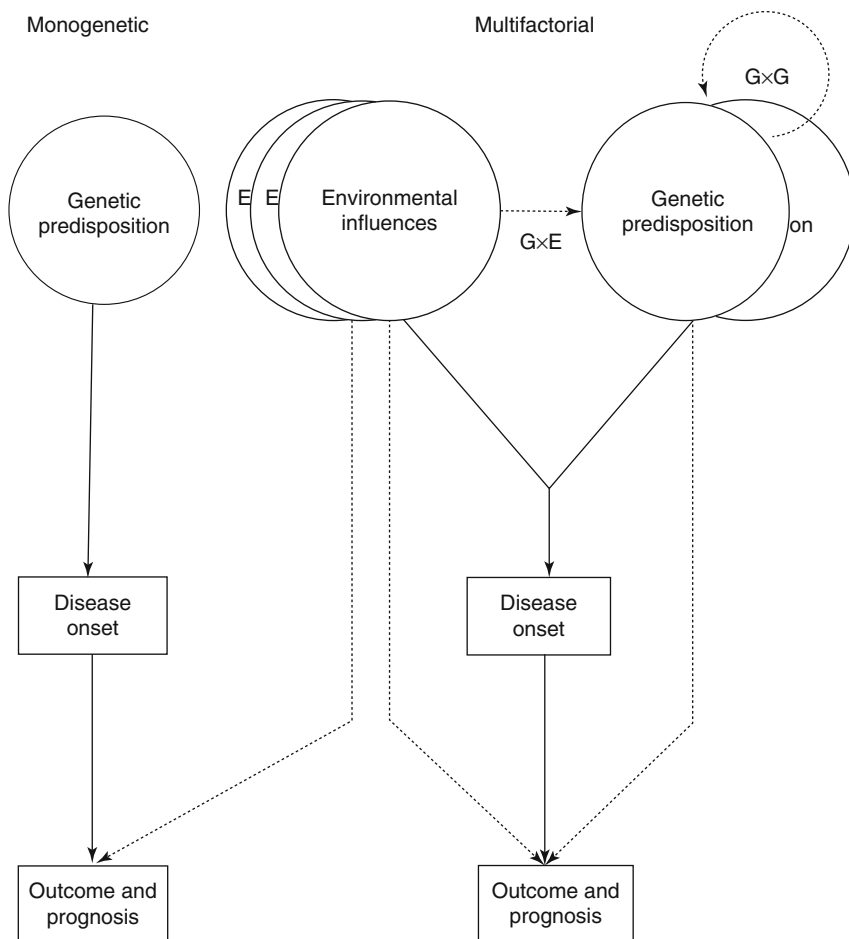 Monogenetic
Multifactorial
G×G
Genetic
predisposition
E
E
Environmental
influences
G×E
Genetic
predisposition
on
Disease
onset
Disease
onset
Outcome and
prognosis
Outcome and
prognosis